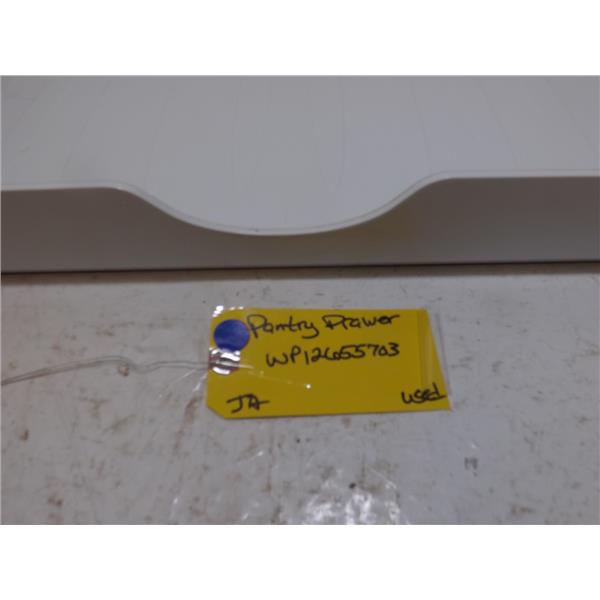 Pantry Drawer
WP12655703
JA
used